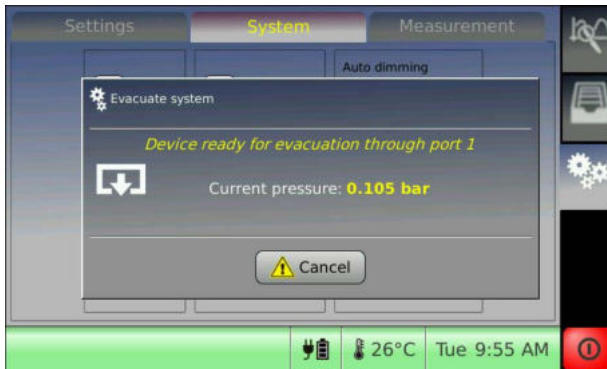 Settings
System
Measurement
Auto dimming
Evacuate system
Device ready for evacuation through port 1
Current pressure: 0.105 bar
Cancel
26°C
Tue 9:55 AM